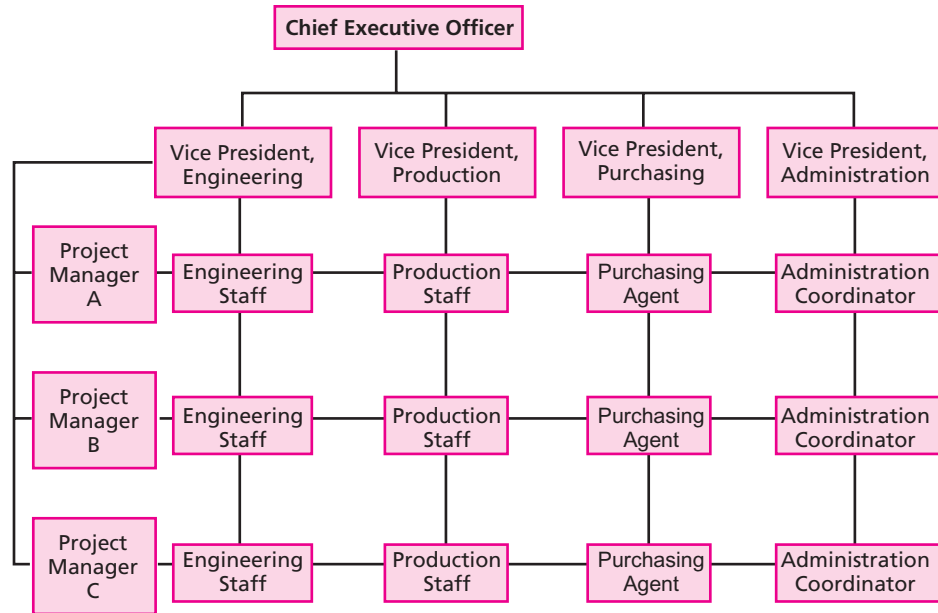 Chief Executive Officer
Vice President,
Engineering
Vice President,
Production
Vice President,
Purchasing
Vice President,
Administration
Project
Manager
A
Engineering
Staff
Production
Staff
Purchasing
Agent
Administration
Coordinator
Project
Manager
B
Engineering
Staff
Production
Staff
Purchasing
Agent
Administration
Coordinator
Project
Manager
C
Engineering
Staff
Production
Staff
Purchasing
Agent
Administration
Coordinator